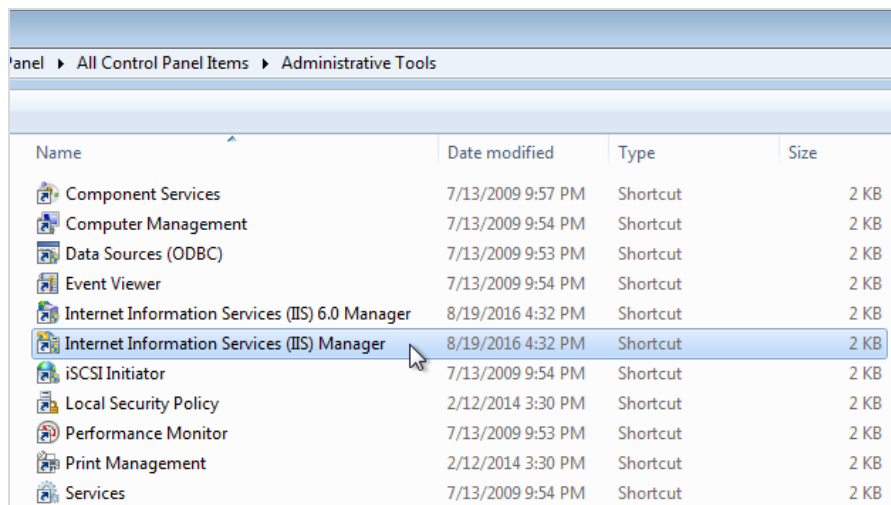 Panel ▸ All Control Panel Items ▸ Administrative Tools
Name Date modified Type Size
Component Services 7/13/2009 9:57 PM Shortcut 2 KB
Computer Management 7/13/2009 9:54 PM Shortcut 2 KB
Data Sources (ODBC) 7/13/2009 9:53 PM Shortcut 2 KB
Event Viewer 7/13/2009 9:54 PM Shortcut 2 KB
Internet Information Services (IIS) 6.0 Manager 8/19/2016 4:32 PM Shortcut 2 KB
Internet Information Services (IIS) Manager 8/19/2016 4:32 PM Shortcut 2 KB
iSCSI Initiator 7/13/2009 9:54 PM Shortcut 2 KB
Local Security Policy 2/12/2014 3:30 PM Shortcut 2 KB
Performance Monitor 7/13/2009 9:53 PM Shortcut 2 KB
Print Management 2/12/2014 3:30 PM Shortcut 2 KB
Services 7/13/2009 9:54 PM Shortcut 2 KB